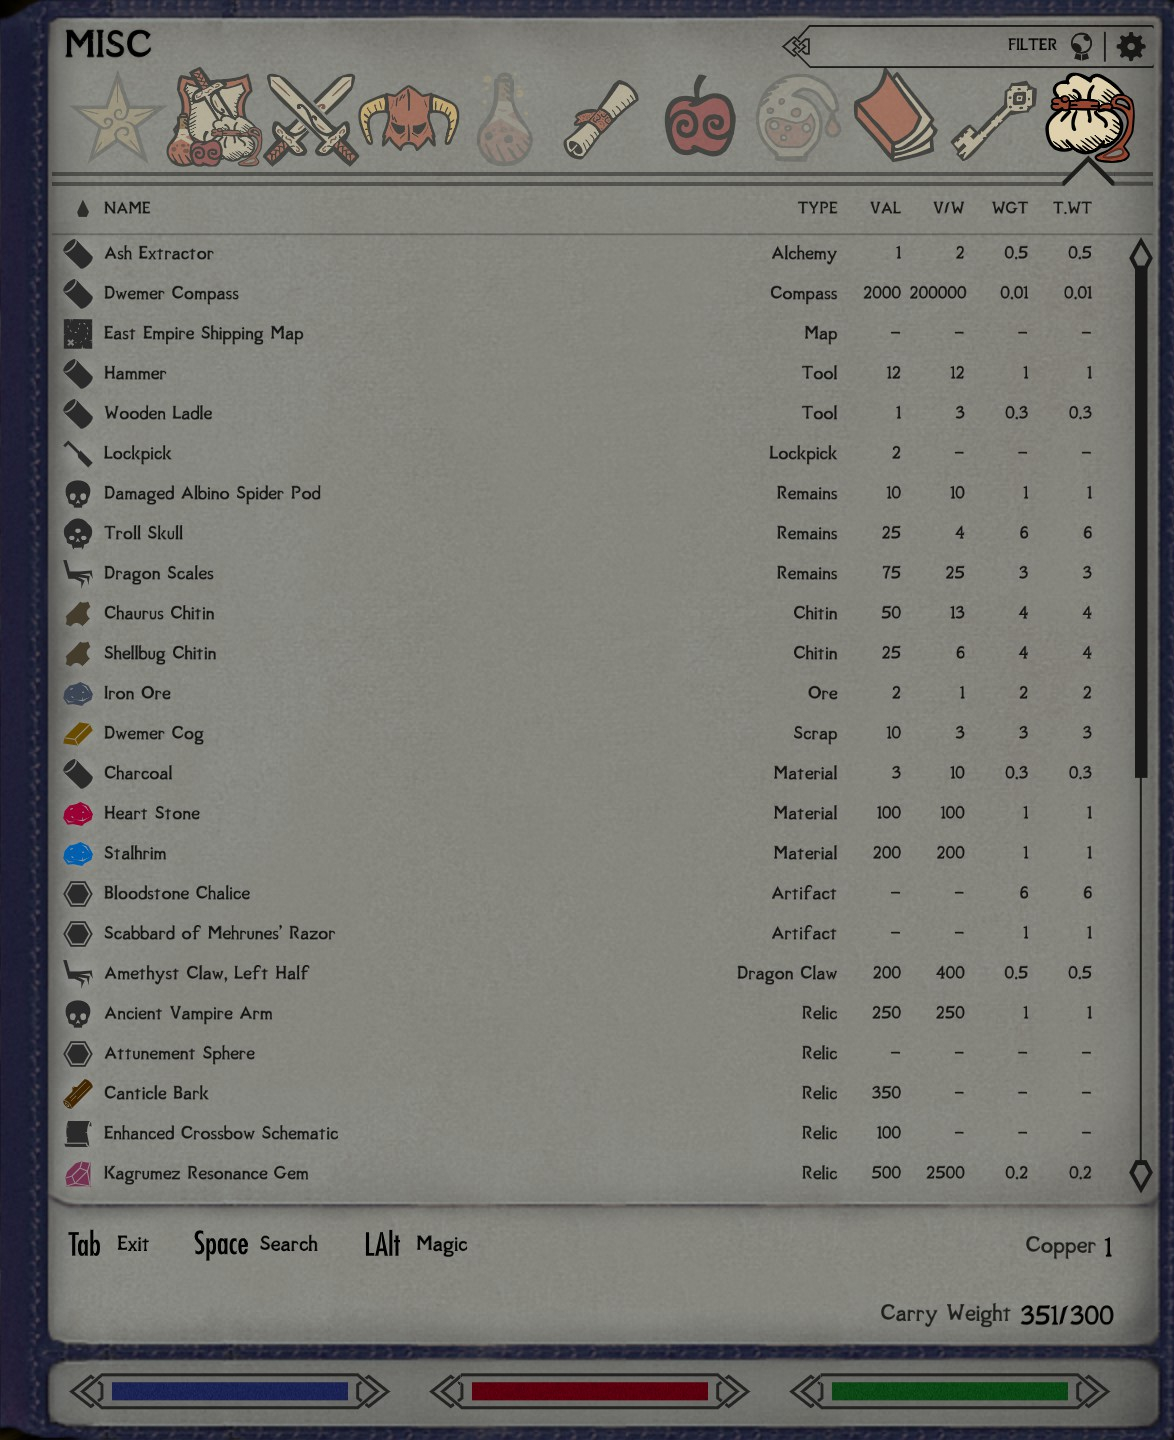 MISC
FILTER
NAME TYPE VAL V/W WGT T.WT
Ash Extractor Alchemy 1 2 0.5 0.5
Dwemer Compass Compass 2000 200000 0.01 0.01
East Empire Shipping Map Map – – – –
Hammer Tool 12 12 1 1
Wooden Ladle Tool 1 3 0.3 0.3
Lockpick Lockpick 2 – – –
Damaged Albino Spider Pod Remains 10 10 1 1
Troll Skull Remains 25 4 6 6
Dragon Scales Remains 75 25 3 3
Chaurus Chitin Chitin 50 13 4 4
Shellbug Chitin Chitin 25 6 4 4
Iron Ore Ore 2 1 2 2
Dwemer Cog Scrap 10 3 3 3
Charcoal Material 3 10 0.3 0.3
Heart Stone Material 100 100 1 1
Stalhrim Material 200 200 1 1
Bloodstone Chalice Artifact – – 6 6
Scabbard of Mehrunes' Razor Artifact – – 1 1
Amethyst Claw, Left Half Dragon Claw 200 400 0.5 0.5
Ancient Vampire Arm Relic 250 250 1 1
Attunement Sphere Relic – – – –
Canticle Bark Relic 350 – – –
Enhanced Crossbow Schematic Relic 100 – – –
Kagrumez Resonance Gem Relic 500 2500 0.2 0.2
Tab Exit Space Search LAlt Magic Copper 1
Carry Weight 351/300